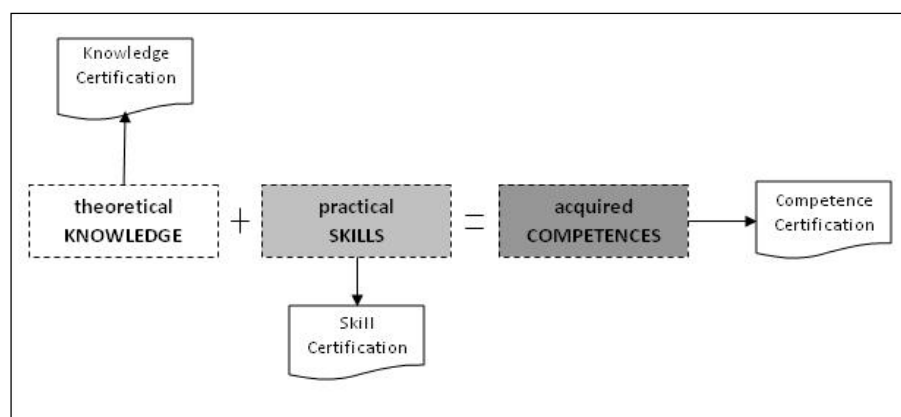 Knowledge
Certification
theoretical
KNOWLEDGE
+
practical
SKILLS
=
acquired
COMPETENCES
Competence
Certification
Skill
Certification